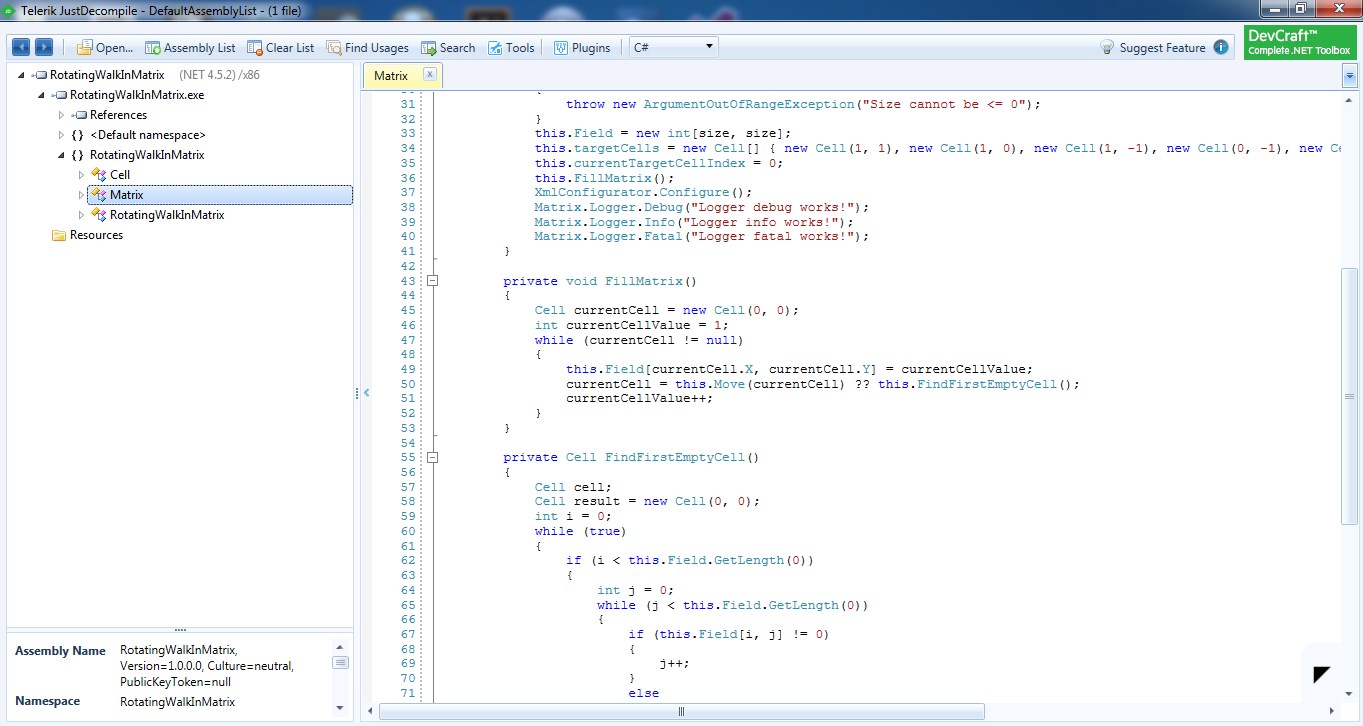 Telerik JustDecompile - DefaultAssemblyList - (1 file)
Open... Assembly List Clear List Find Usages Search Tools Plugins C# Suggest Feature
DevCraft™
Complete .NET Toolbox
RotatingWalkInMatrix (NET 4.5.2) /x86
RotatingWalkInMatrix.exe
References
{} <Default namespace>
{} RotatingWalkInMatrix
Cell
Matrix
RotatingWalkInMatrix
Resources
Assembly Name RotatingWalkInMatrix,
Version=1.0.0.0, Culture=neutral,
PublicKeyToken=null
Namespace RotatingWalkInMatrix
Matrix
{
31 throw new ArgumentOutOfRangeException("Size cannot be <= 0");
32 }
33 this.Field = new int[size, size];
34 this.targetCells = new Cell[] { new Cell(1, 1), new Cell(1, 0), new Cell(1, -1), new Cell(0, -1), new
35 this.currentTargetCellIndex = 0;
36 this.FillMatrix();
37 XmlConfigurator.Configure();
38 Matrix.Logger.Debug("Logger debug works!");
39 Matrix.Logger.Info("Logger info works!");
40 Matrix.Logger.Fatal("Logger fatal works!");
41 }
42
43 private void FillMatrix()
44 {
45 Cell currentCell = new Cell(0, 0);
46 int currentCellValue = 1;
47 while (currentCell != null)
48 {
49 this.Field[currentCell.X, currentCell.Y] = currentCellValue;
50 currentCell = this.Move(currentCell) ?? this.FindFirstEmptyCell();
51 currentCellValue++;
52 }
53 }
54
55 private Cell FindFirstEmptyCell()
56 {
57 Cell cell;
58 Cell result = new Cell(0, 0);
59 int i = 0;
60 while (true)
61 {
62 if (i < this.Field.GetLength(0))
63 {
64 int j = 0;
65 while (j < this.Field.GetLength(0))
66 {
67 if (this.Field[i, j] != 0)
68 {
69 j++;
70 }
71 else